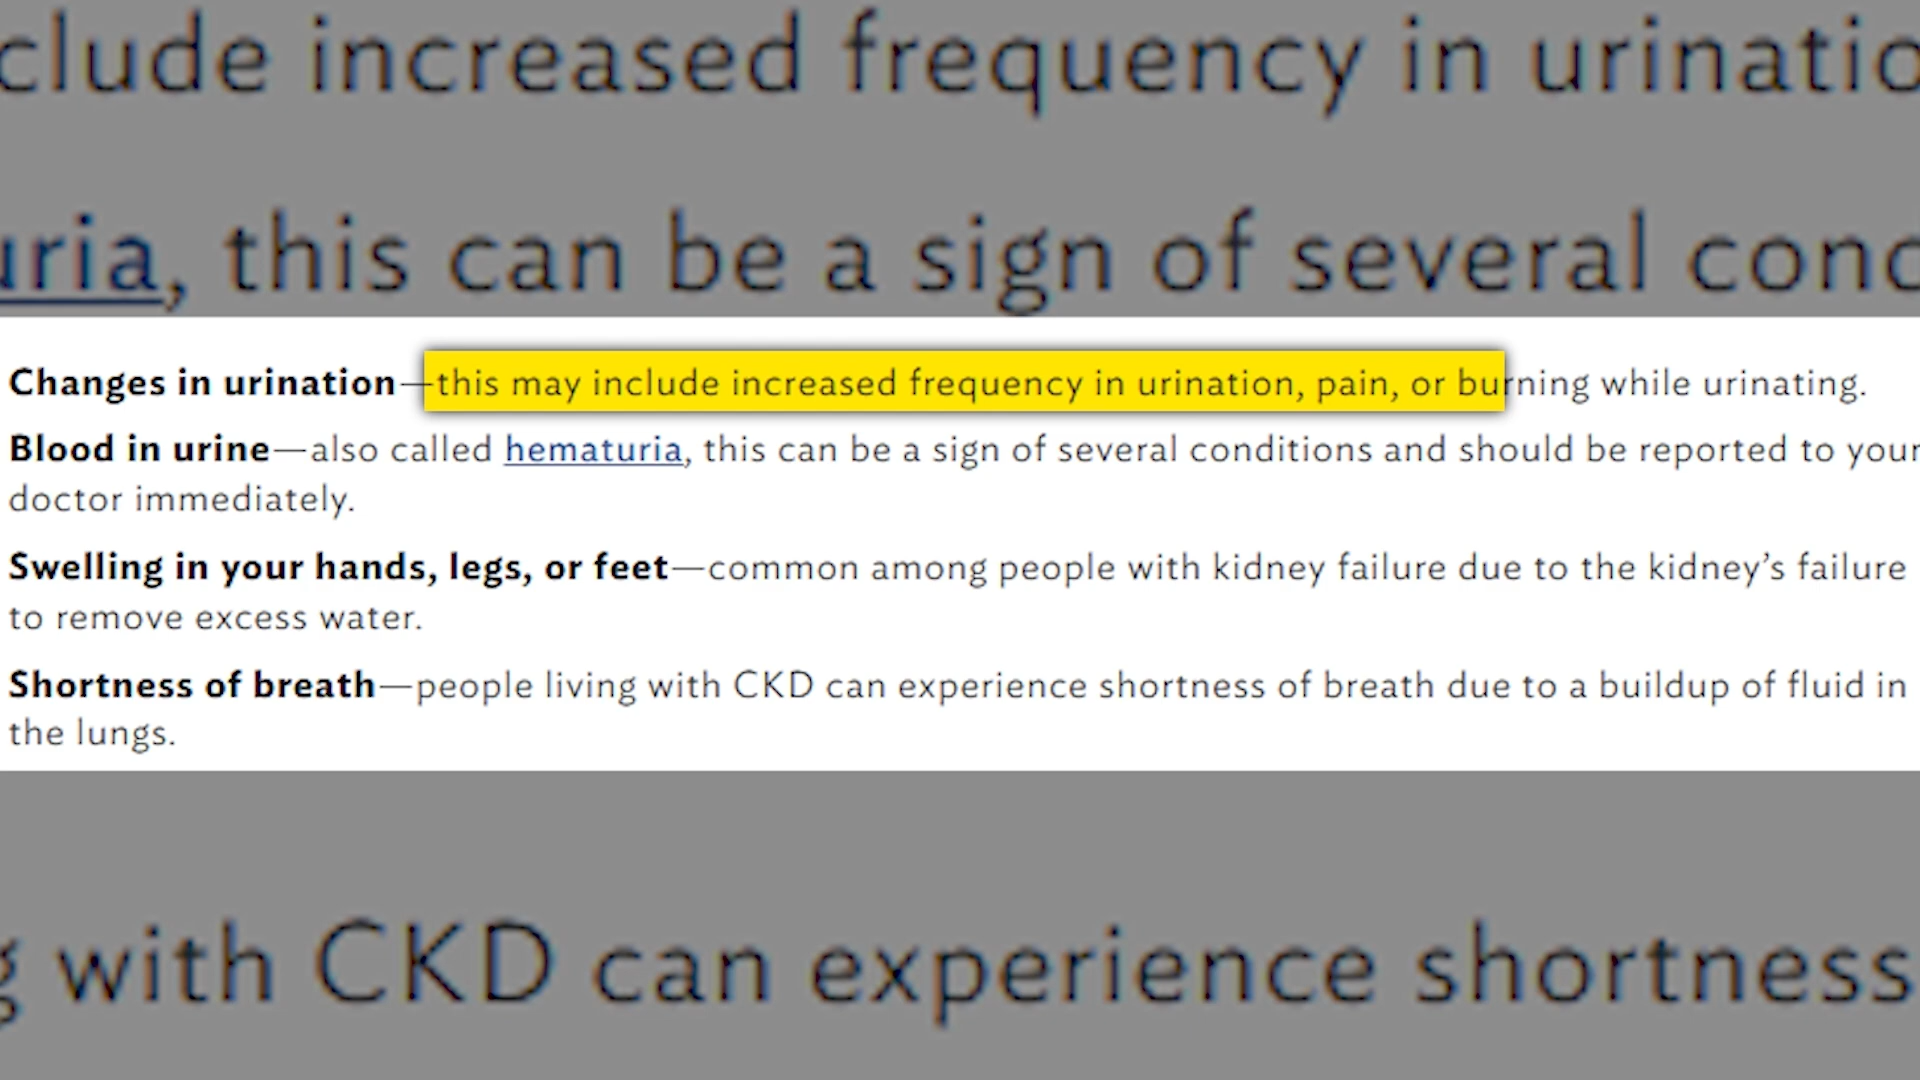 clude increased frequency in urinatio
uria, this can be a sign of several cond
Changes in urination—this may include increased frequency in urination, pain, or burning while urinating.
Blood in urine—also called hematuria, this can be a sign of several conditions and should be reported to your
doctor immediately.
Swelling in your hands, legs, or feet—common among people with kidney failure due to the kidney’s failure
to remove excess water.
Shortness of breath—people living with CKD can experience shortness of breath due to a buildup of fluid in
the lungs.
g with CKD can experience shortness